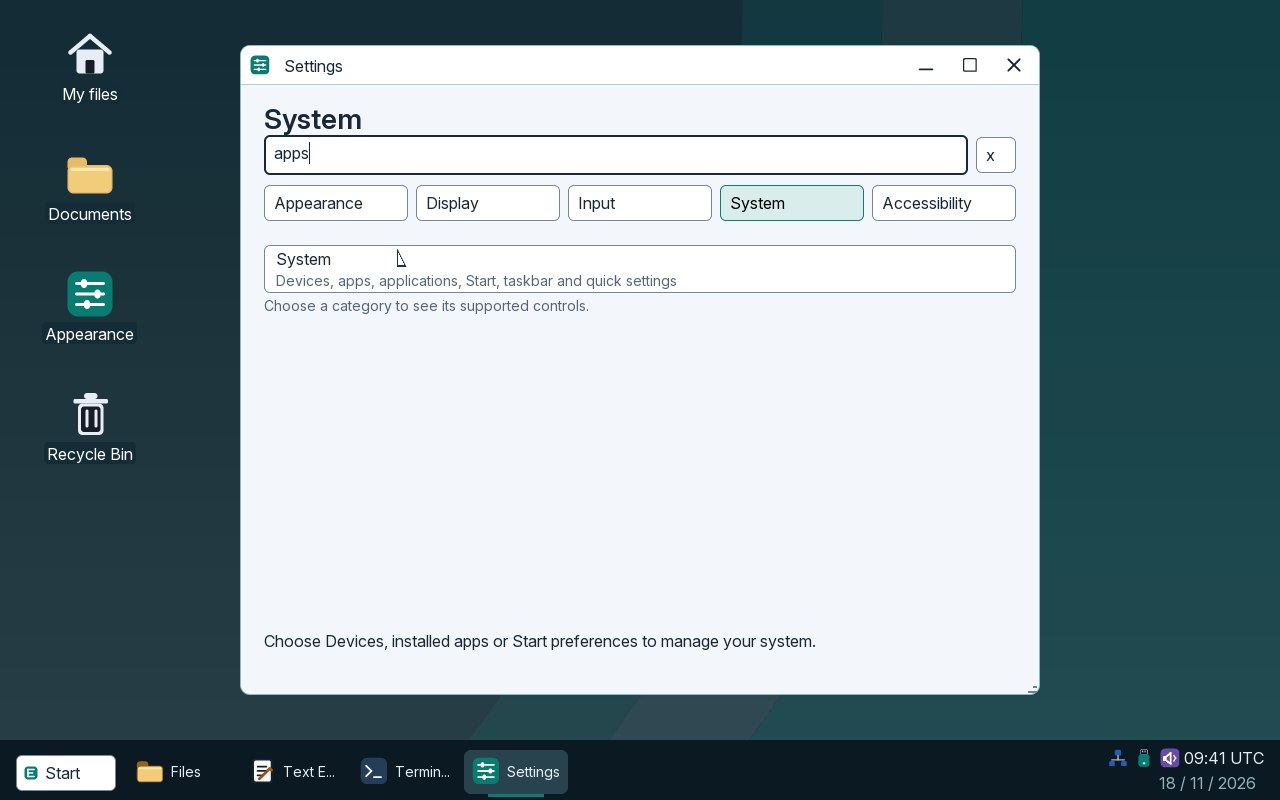 My files
Documents
Appearance
Recycle Bin
Settings
System
apps
x
Appearance
Display
Input
System
Accessibility
System
Devices, apps, applications, Start, taskbar and quick settings
Choose a category to see its supported controls.
Choose Devices, installed apps or Start preferences to manage your system.
Start
Files
Text E...
Termin...
Settings
09:41 UTC
18 / 11 / 2026